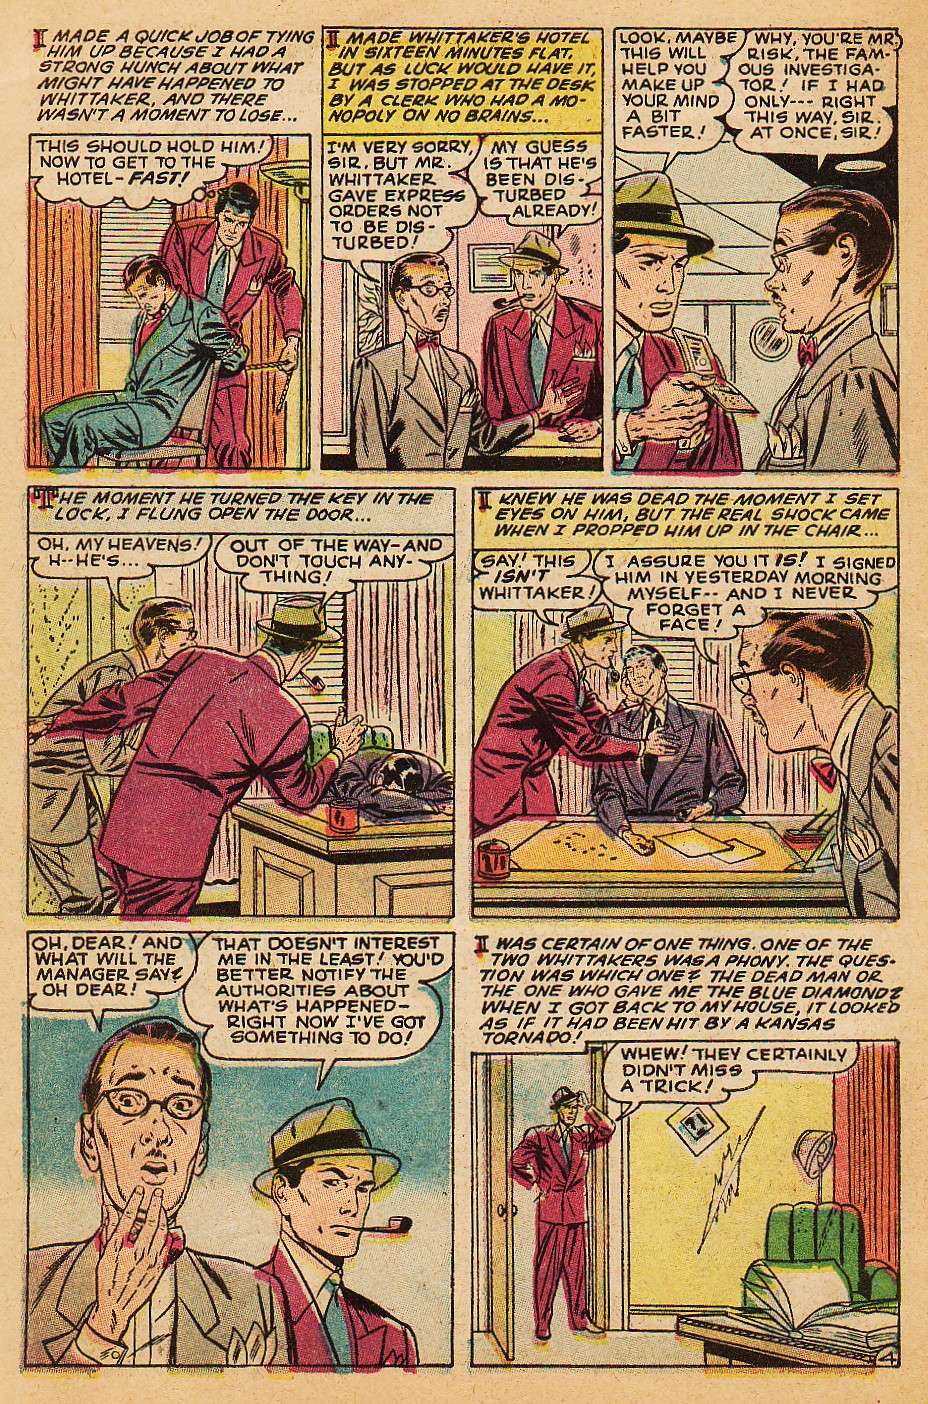 I MADE A QUICK JOB OF TYING
HIM UP BECAUSE I HAD A
STRONG HUNCH ABOUT WHAT
MIGHT HAVE HAPPENED TO
WHITTAKER, AND THERE
WASN'T A MOMENT TO LOSE...
THIS SHOULD HOLD HIM!
NOW TO GET TO THE
HOTEL-FAST!
I MADE WHITTAKER'S HOTEL
IN SIXTEEN MINUTES FLAT,
BUT AS LUCK WOULD HAVE IT,
I WAS STOPPED AT THE DESK
BY A CLERK WHO HAD A MO-
NOPOLY ON NO BRAINS...
I'M VERY SORRY,
SIR, BUT MR.
WHITTAKER
GAVE EXPRESS
ORDERS NOT
TO BE DIS-
TURBED!
MY GUESS
IS THAT HE'S
BEEN DIS-
TURBED
ALREADY!
LOOK, MAYBE
THIS WILL
HELP YOU
MAKE UP
YOUR MIND
A BIT
FASTER!
WHY, YOU'RE MR.
RISK, THE FAM-
OUS INVESTIGA-
TOR! IF I HAD
ONLY--- RIGHT
THIS WAY, SIR.
AT ONCE, SIR!
THE MOMENT HE TURNED THE KEY IN THE
LOCK, I FLUNG OPEN THE DOOR...
OH, MY HEAVENS!
H--HE'S...
OUT OF THE WAY-AND
DON'T TOUCH ANY-
THING!
I KNEW HE WAS DEAD THE MOMENT I SET
EYES ON HIM, BUT THE REAL SHOCK CAME
WHEN I PROPPED HIM UP IN THE CHAIR...
SAY! THIS
ISN'T
WHITTAKER!
I ASSURE YOU IT IS! I SIGNED
HIM IN YESTERDAY MORNING
MYSELF-- AND I NEVER
FORGET A
FACE!
OH, DEAR! AND
WHAT WILL THE
MANAGER SAY?
OH DEAR!
THAT DOESN'T INTEREST
ME IN THE LEAST! YOU'D
BETTER NOTIFY THE
AUTHORITIES ABOUT
WHAT'S HAPPENED-
RIGHT NOW I'VE GOT
SOMETHING TO DO!
I WAS CERTAIN OF ONE THING. ONE OF THE
TWO WHITTAKERS WAS A PHONY. THE QUES-
TION WAS WHICH ONE? THE DEAD MAN OR
THE ONE WHO GAVE ME THE BLUE DIAMOND?
WHEN I GOT BACK TO MY HOUSE, IT LOOKED
AS IF IT HAD BEEN HIT BY A KANSAS
TORNADO!
WHEW! THEY CERTAINLY
DIDN'T MISS
A TRICK!
4